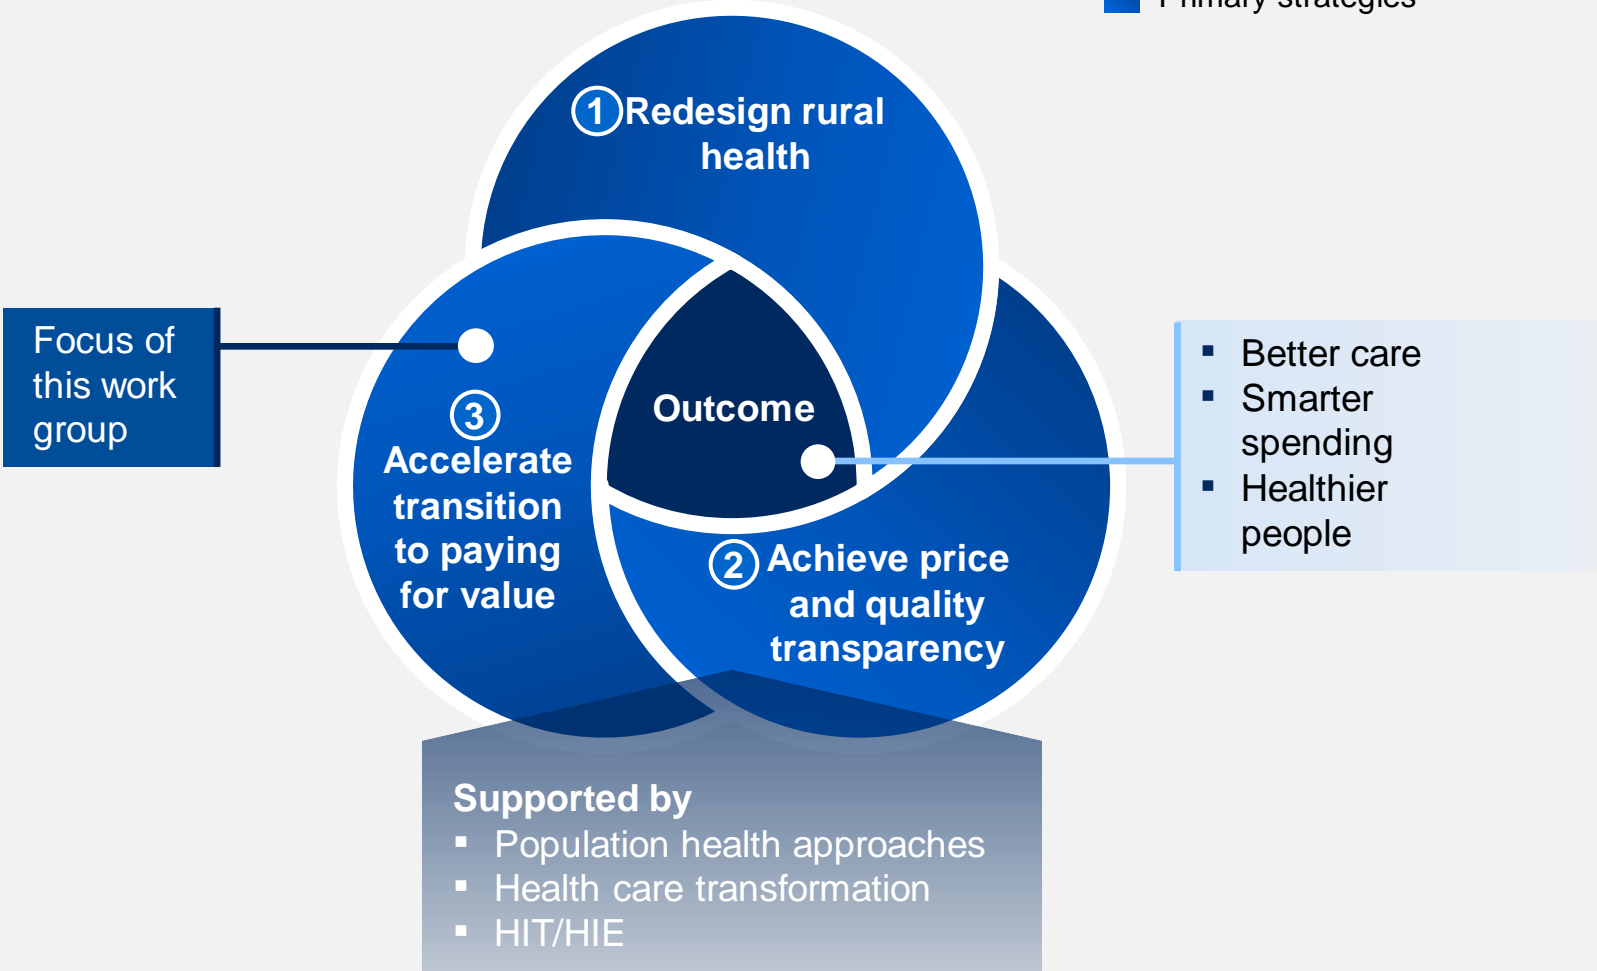 Primary strategies
1 Redesign rural
health
Focus of
this work
group
3
Accelerate
transition
to paying
for value
Outcome
▪ Better care
▪ Smarter
spending
▪ Healthier
people
2 Achieve price
and quality
transparency
Supported by
▪ Population health approaches
▪ Health care transformation
▪ HIT/HIE